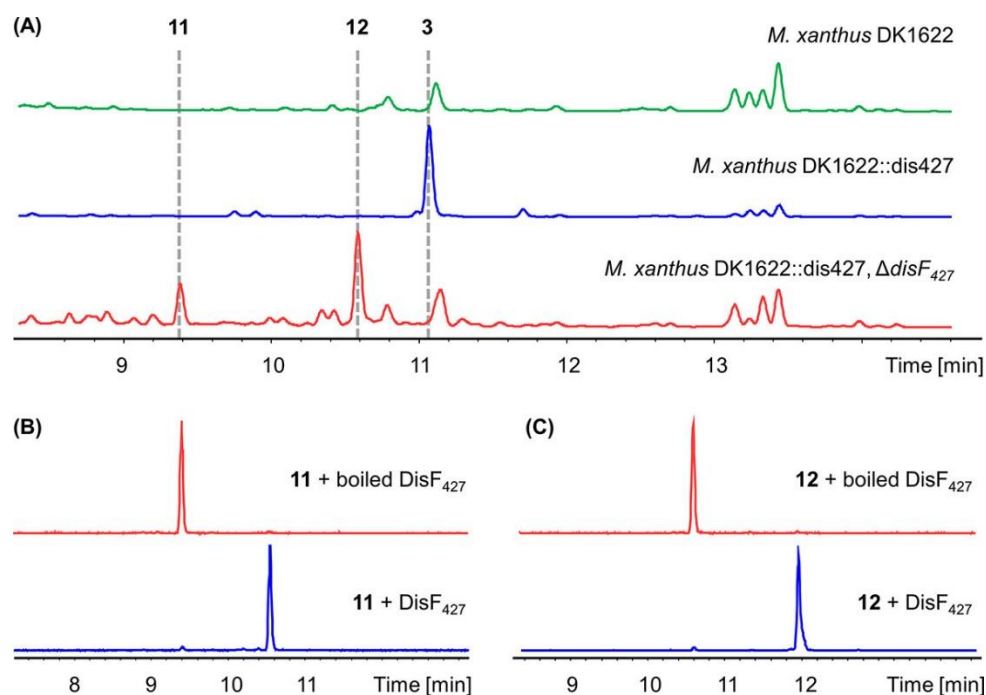 (A)
11 12 3
M. xanthus DK1622
M. xanthus DK1622::dis427
M. xanthus DK1622::dis427, ΔdisF₄₂₇
9 10 11 12 13 Time [min]
(B) (C)
11 + boiled DisF₄₂₇ 12 + boiled DisF₄₂₇
11 + DisF₄₂₇ 12 + DisF₄₂₇
8 9 10 11 Time [min] 9 10 11 12 Time [min]